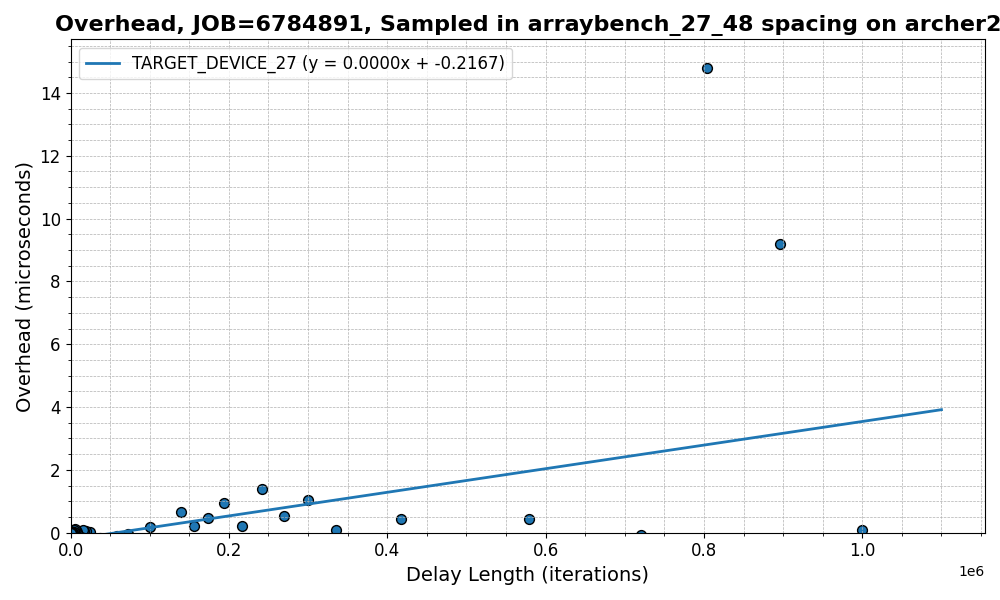 Overhead, JOB=6784891, Sampled in arraybench_27_48 spacing on archer2
TARGET_DEVICE_27 (y = 0.0000x + -0.2167)
Overhead (microseconds)
14
12
10
8
6
4
2
0
0.0 0.2 0.4 0.6 0.8 1.0
1e6
Delay Length (iterations)